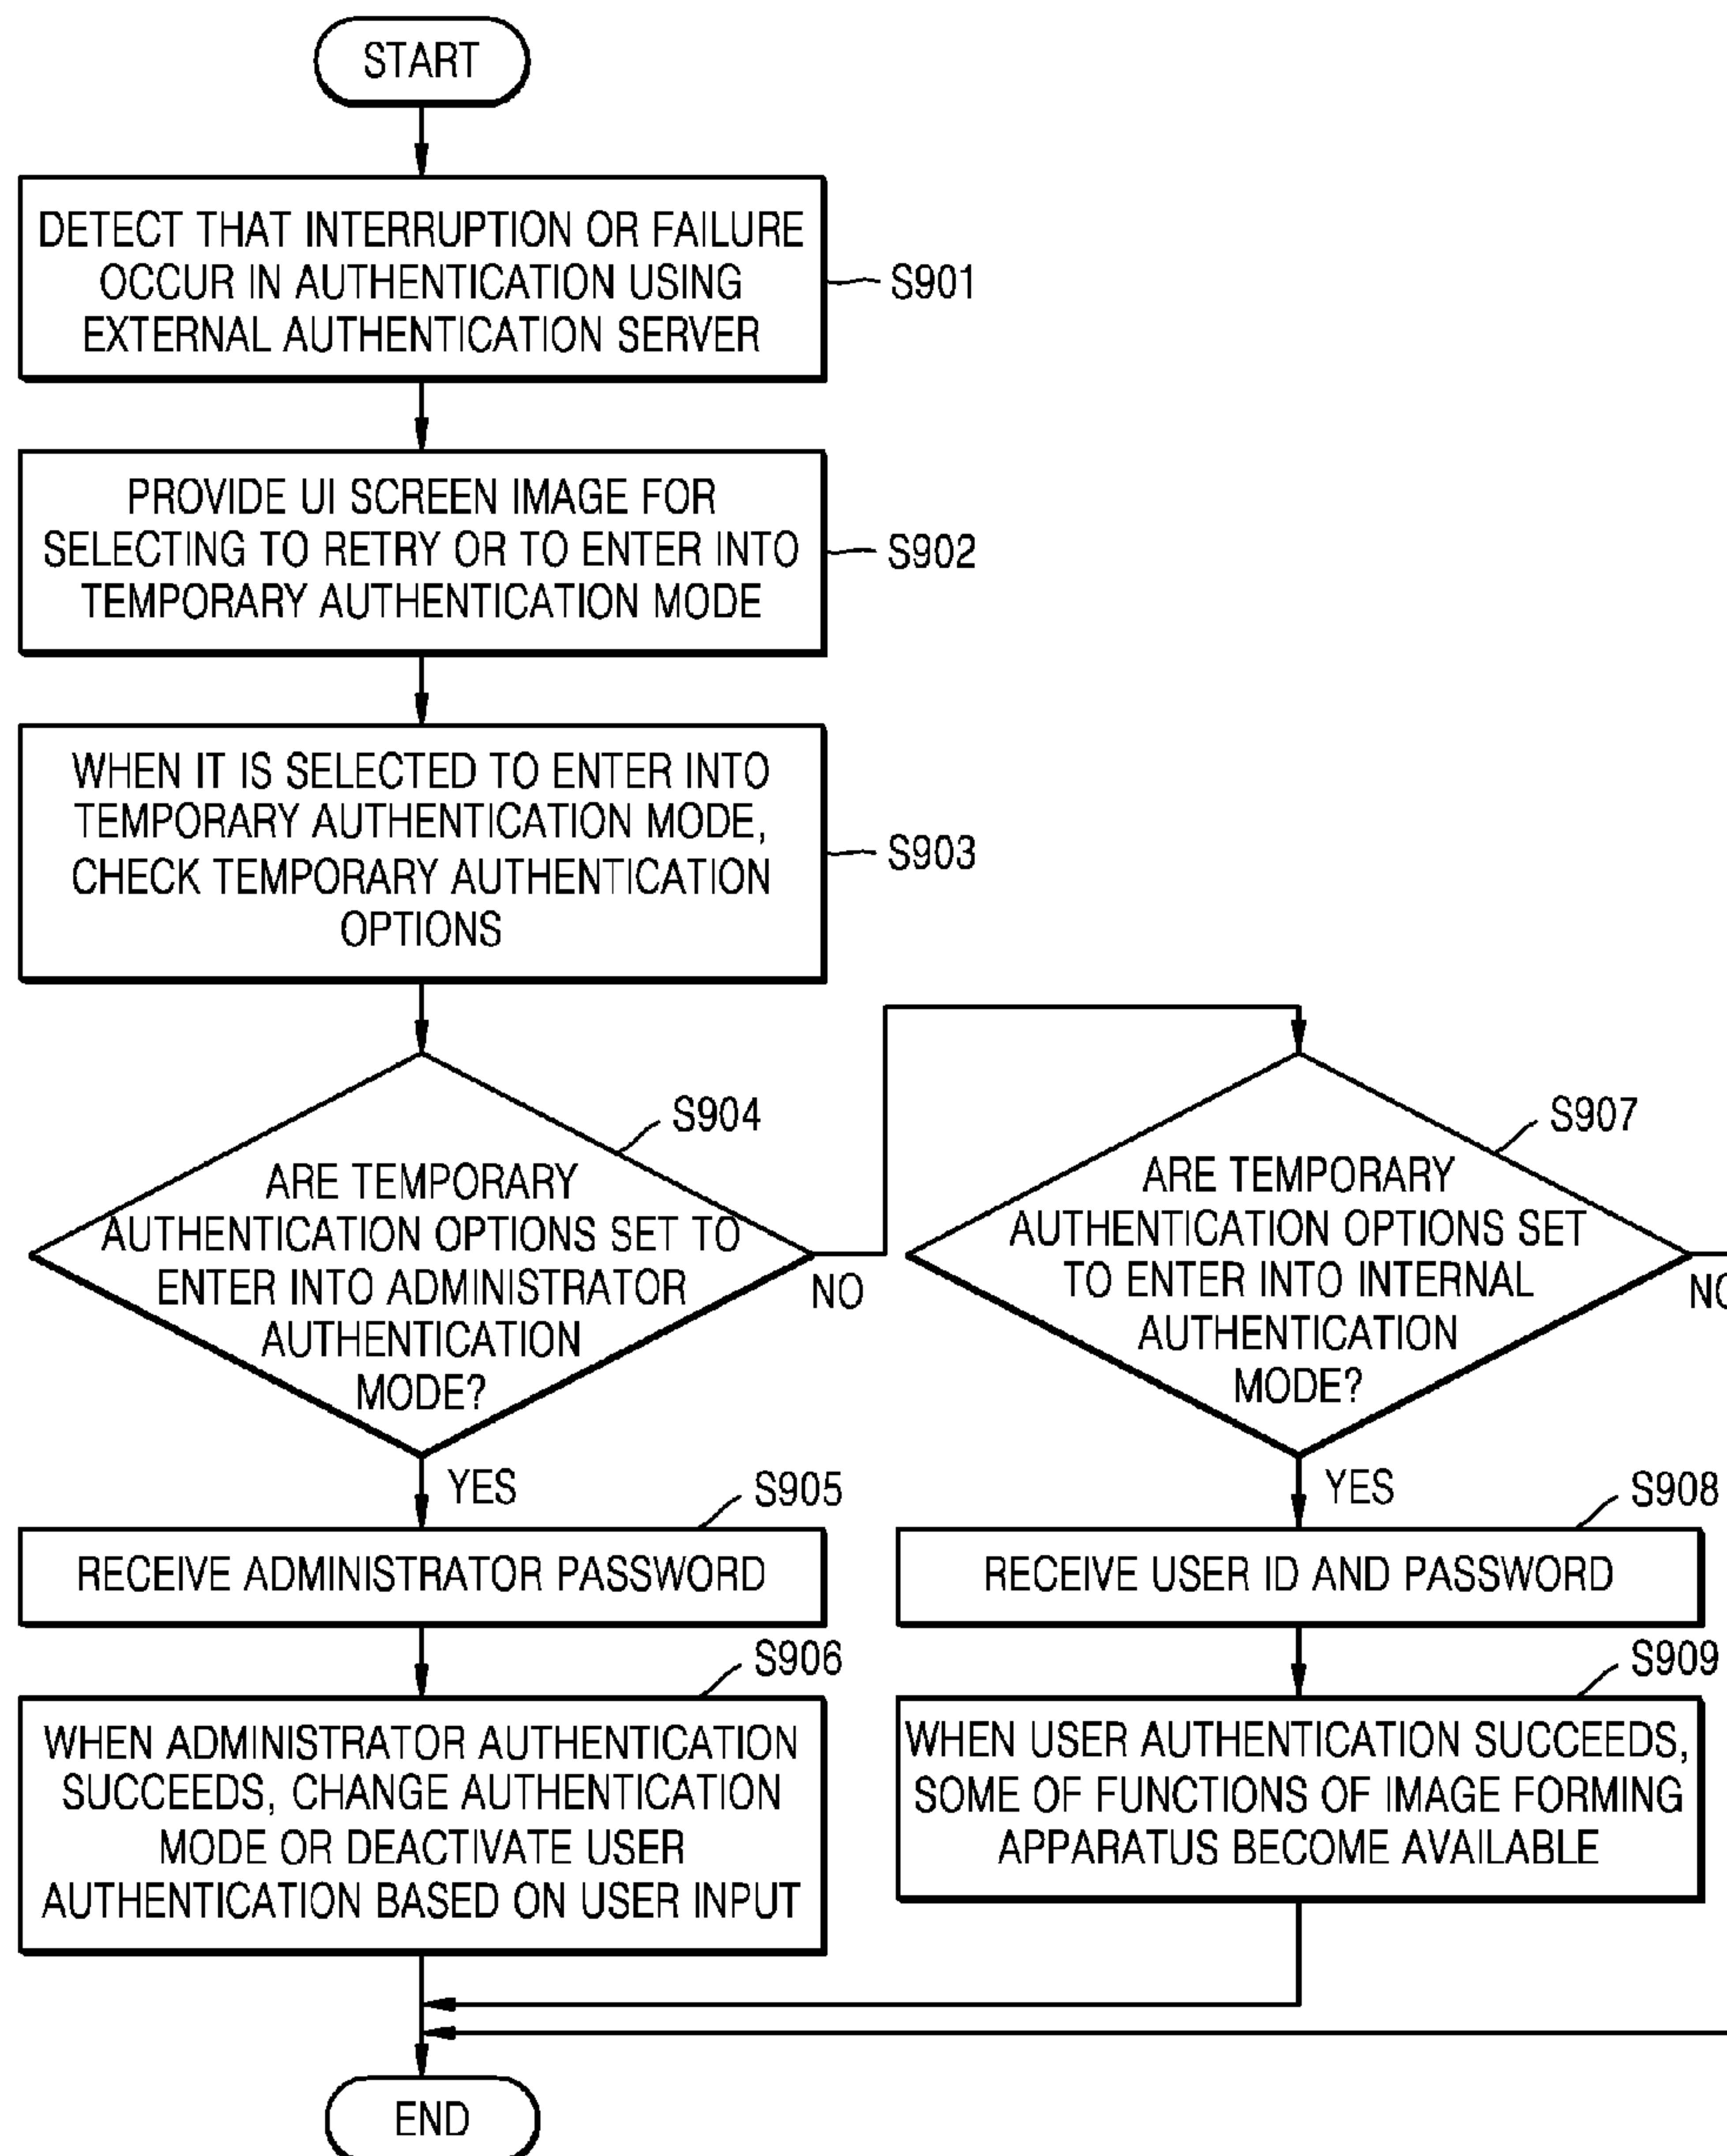 START
DETECT THAT INTERRUPTION OR FAILURE
OCCUR IN AUTHENTICATION USING
EXTERNAL AUTHENTICATION SERVER
S901
PROVIDE UI SCREEN IMAGE FOR
SELECTING TO RETRY OR TO ENTER INTO
TEMPORARY AUTHENTICATION MODE
S902
WHEN IT IS SELECTED TO ENTER INTO
TEMPORARY AUTHENTICATION MODE,
CHECK TEMPORARY AUTHENTICATION
OPTIONS
S903
S904
ARE TEMPORARY
AUTHENTICATION OPTIONS SET TO
ENTER INTO ADMINISTRATOR
AUTHENTICATION
MODE?
NO
YES
S907
ARE TEMPORARY
AUTHENTICATION OPTIONS SET
TO ENTER INTO INTERNAL
AUTHENTICATION
MODE?
NO
YES
S905
RECEIVE ADMINISTRATOR PASSWORD
S908
RECEIVE USER ID AND PASSWORD
S906
WHEN ADMINISTRATOR AUTHENTICATION
SUCCEEDS, CHANGE AUTHENTICATION
MODE OR DEACTIVATE USER
AUTHENTICATION BASED ON USER INPUT
S909
WHEN USER AUTHENTICATION SUCCEEDS,
SOME OF FUNCTIONS OF IMAGE FORMING
APPARATUS BECOME AVAILABLE
END